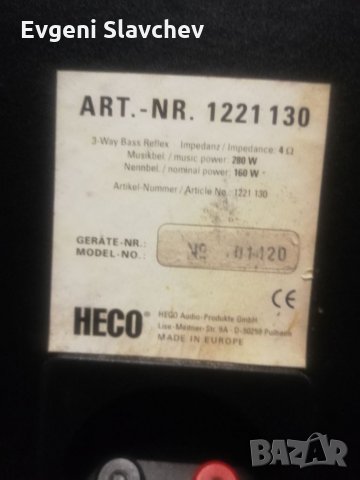 Evgeni Slavchev
ART.-NR. 1221 130
3-Way Bass Reflex Impedanz / Impedance: 4 Ω
Musikbel. / music power: 280 W
Nennbel. / nominal power: 160 W
Artikel-Nummer / Article No.: 1221 130
GERÄTE-NR.:
MODEL-NO.: Nº 01420
CE
HECO® HECO Audio-Produkte GmbH
Lise-Meitner-Str. 9A - D-50259 Pulheim
MADE IN EUROPE
BAZAR